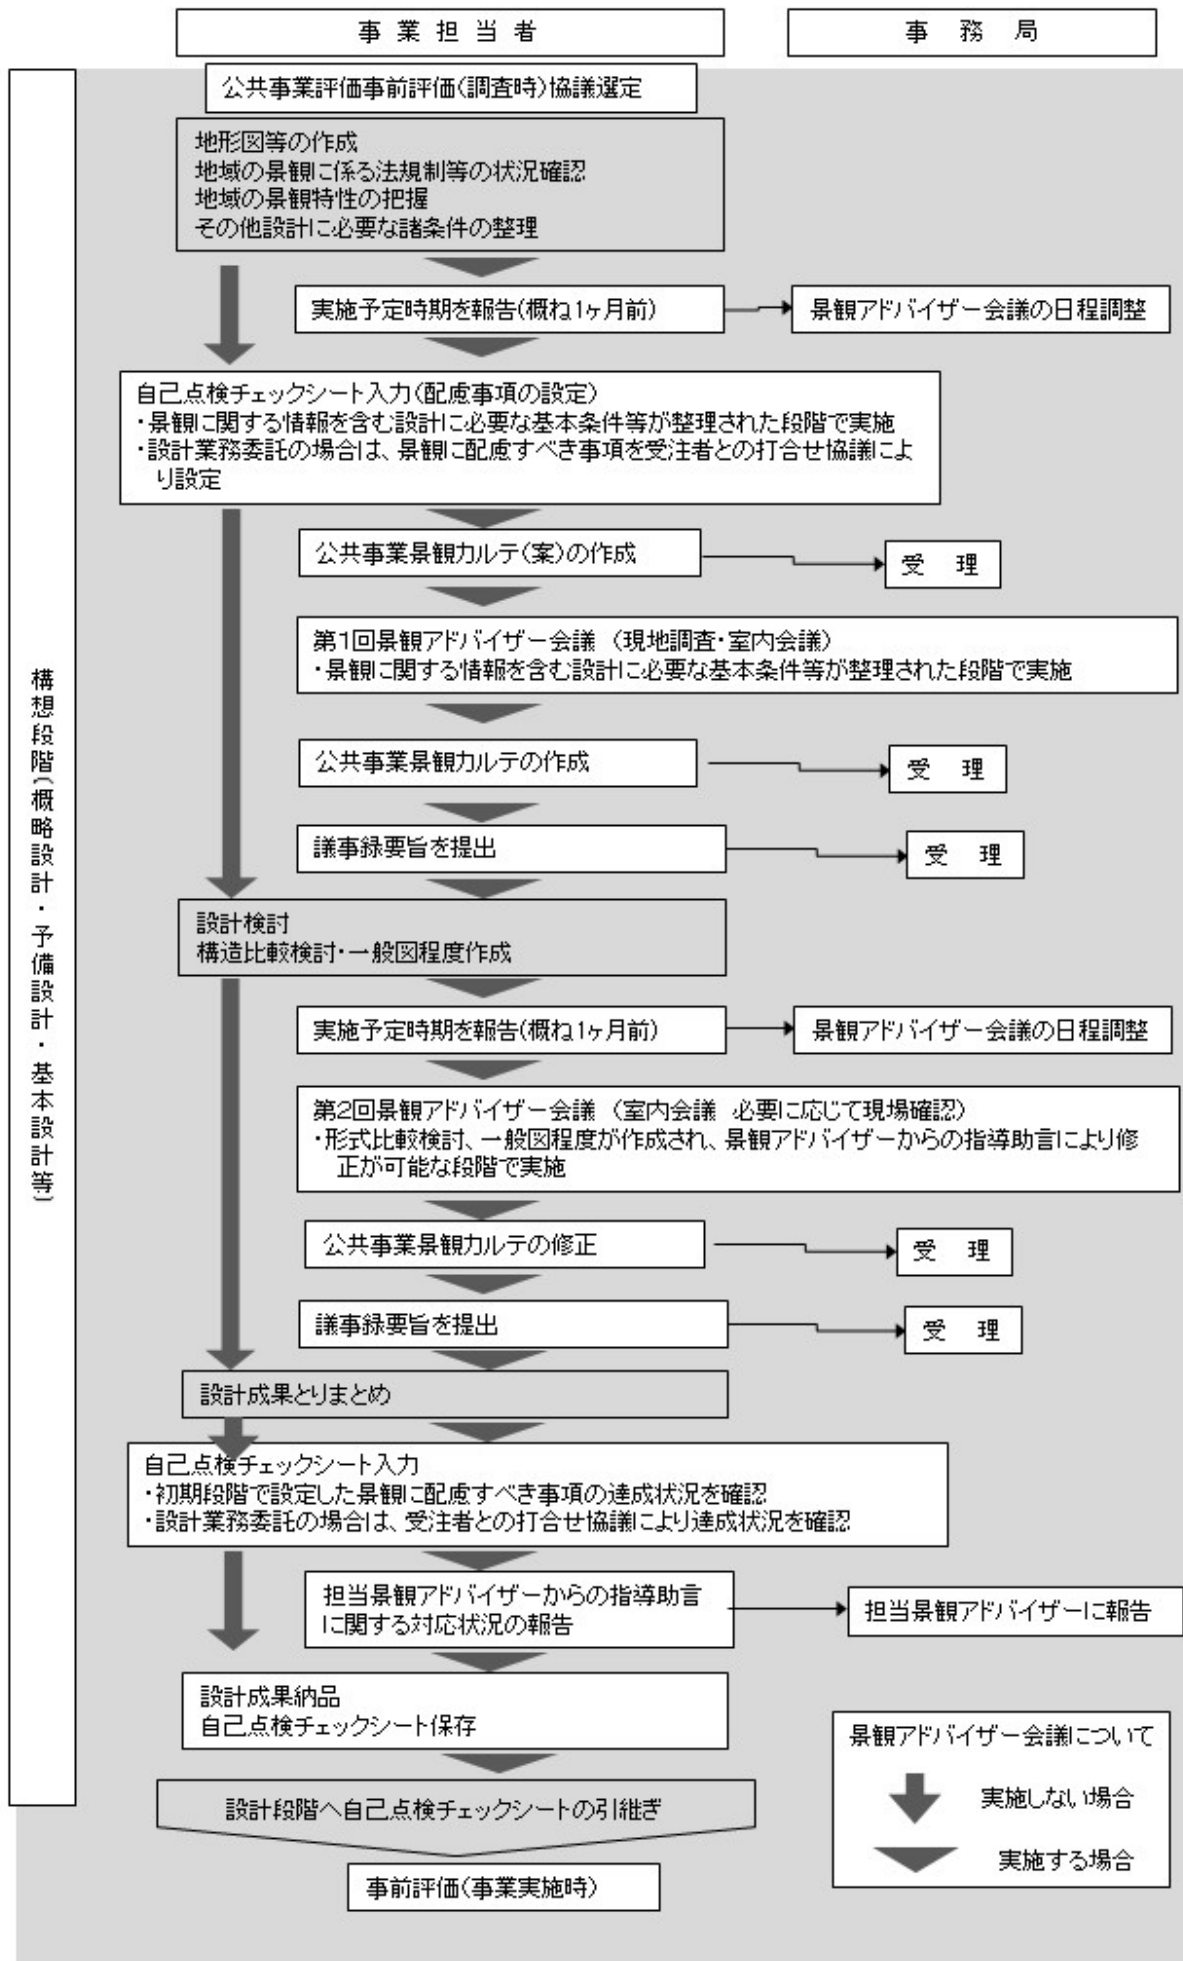 事業担当者
事務局
公共事業評価事前評価(調査時)協議選定
地形図等の作成
地域の景観に係る法規制等の状況確認
地域の景観特性の把握
その他設計に必要な諸条件の整理
実施予定時期を報告(概ね1ヶ月前)
景観アドバイザー会議の日程調整
自己点検チェックシート入力(配慮事項の設定)
・景観に関する情報を含む設計に必要な基本条件等が整理された段階で実施
・設計業務委託の場合は、景観に配慮すべき事項を受注者との打合せ協議によ
り設定
公共事業景観カルテ(案)の作成
受理
第1回景観アドバイザー会議 (現地調査・室内会議)
・景観に関する情報を含む設計に必要な基本条件等が整理された段階で実施
公共事業景観カルテの作成
受理
議事録要旨を提出
受理
構想段階(概略設計・予備設計・基本設計等)
設計検討
構造比較検討・一般図程度作成
実施予定時期を報告(概ね1ヶ月前)
景観アドバイザー会議の日程調整
第2回景観アドバイザー会議 (室内会議 必要に応じて現場確認)
・形式比較検討、一般図程度が作成され、景観アドバイザーからの指導助言により修
正が可能な段階で実施
公共事業景観カルテの修正
受理
議事録要旨を提出
受理
設計成果とりまとめ
自己点検チェックシート入力
・初期段階で設定した景観に配慮すべき事項の達成状況を確認
・設計業務委託の場合は、受注者との打合せ協議により達成状況を確認
担当景観アドバイザーからの指導助言
に関する対応状況の報告
担当景観アドバイザーに報告
設計成果納品
自己点検チェックシート保存
景観アドバイザー会議について
実施しない場合
実施する場合
設計段階へ自己点検チェックシートの引継ぎ
事前評価(事業実施時)